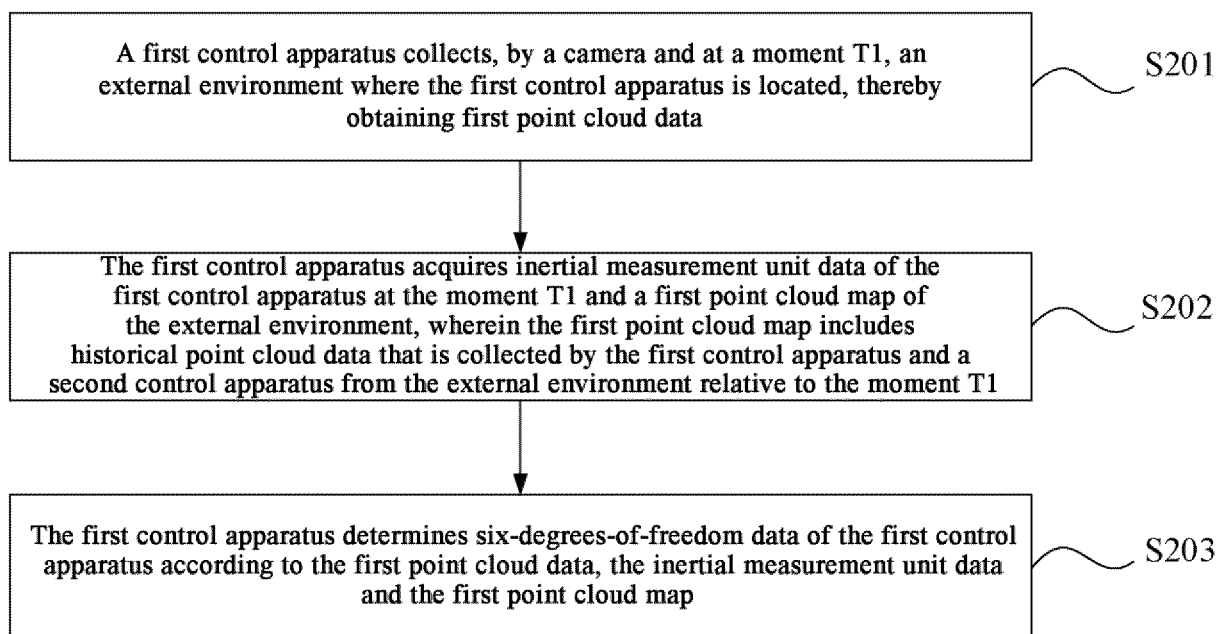 A first control apparatus collects, by a camera and at a moment T1, an
external environment where the first control apparatus is located, thereby
obtaining first point cloud data
S201
The first control apparatus acquires inertial measurement unit data of the
first control apparatus at the moment T1 and a first point cloud map of
the external environment, wherein the first point cloud map includes
historical point cloud data that is collected by the first control apparatus and a
second control apparatus from the external environment relative to the moment T1
S202
The first control apparatus determines six-degrees-of-freedom data of the first control
apparatus according to the first point cloud data, the inertial measurement unit data
and the first point cloud map
S203